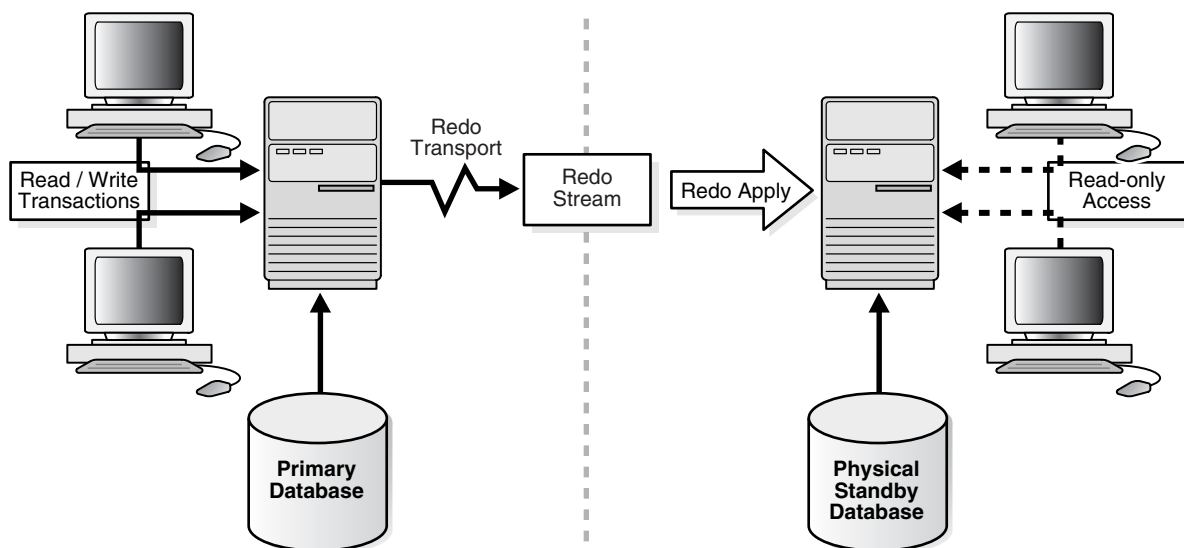 Redo
Transport
Read / Write
Transactions
Redo
Stream
Redo Apply
Read-only
Access
Primary
Database
Physical
Standby
Database